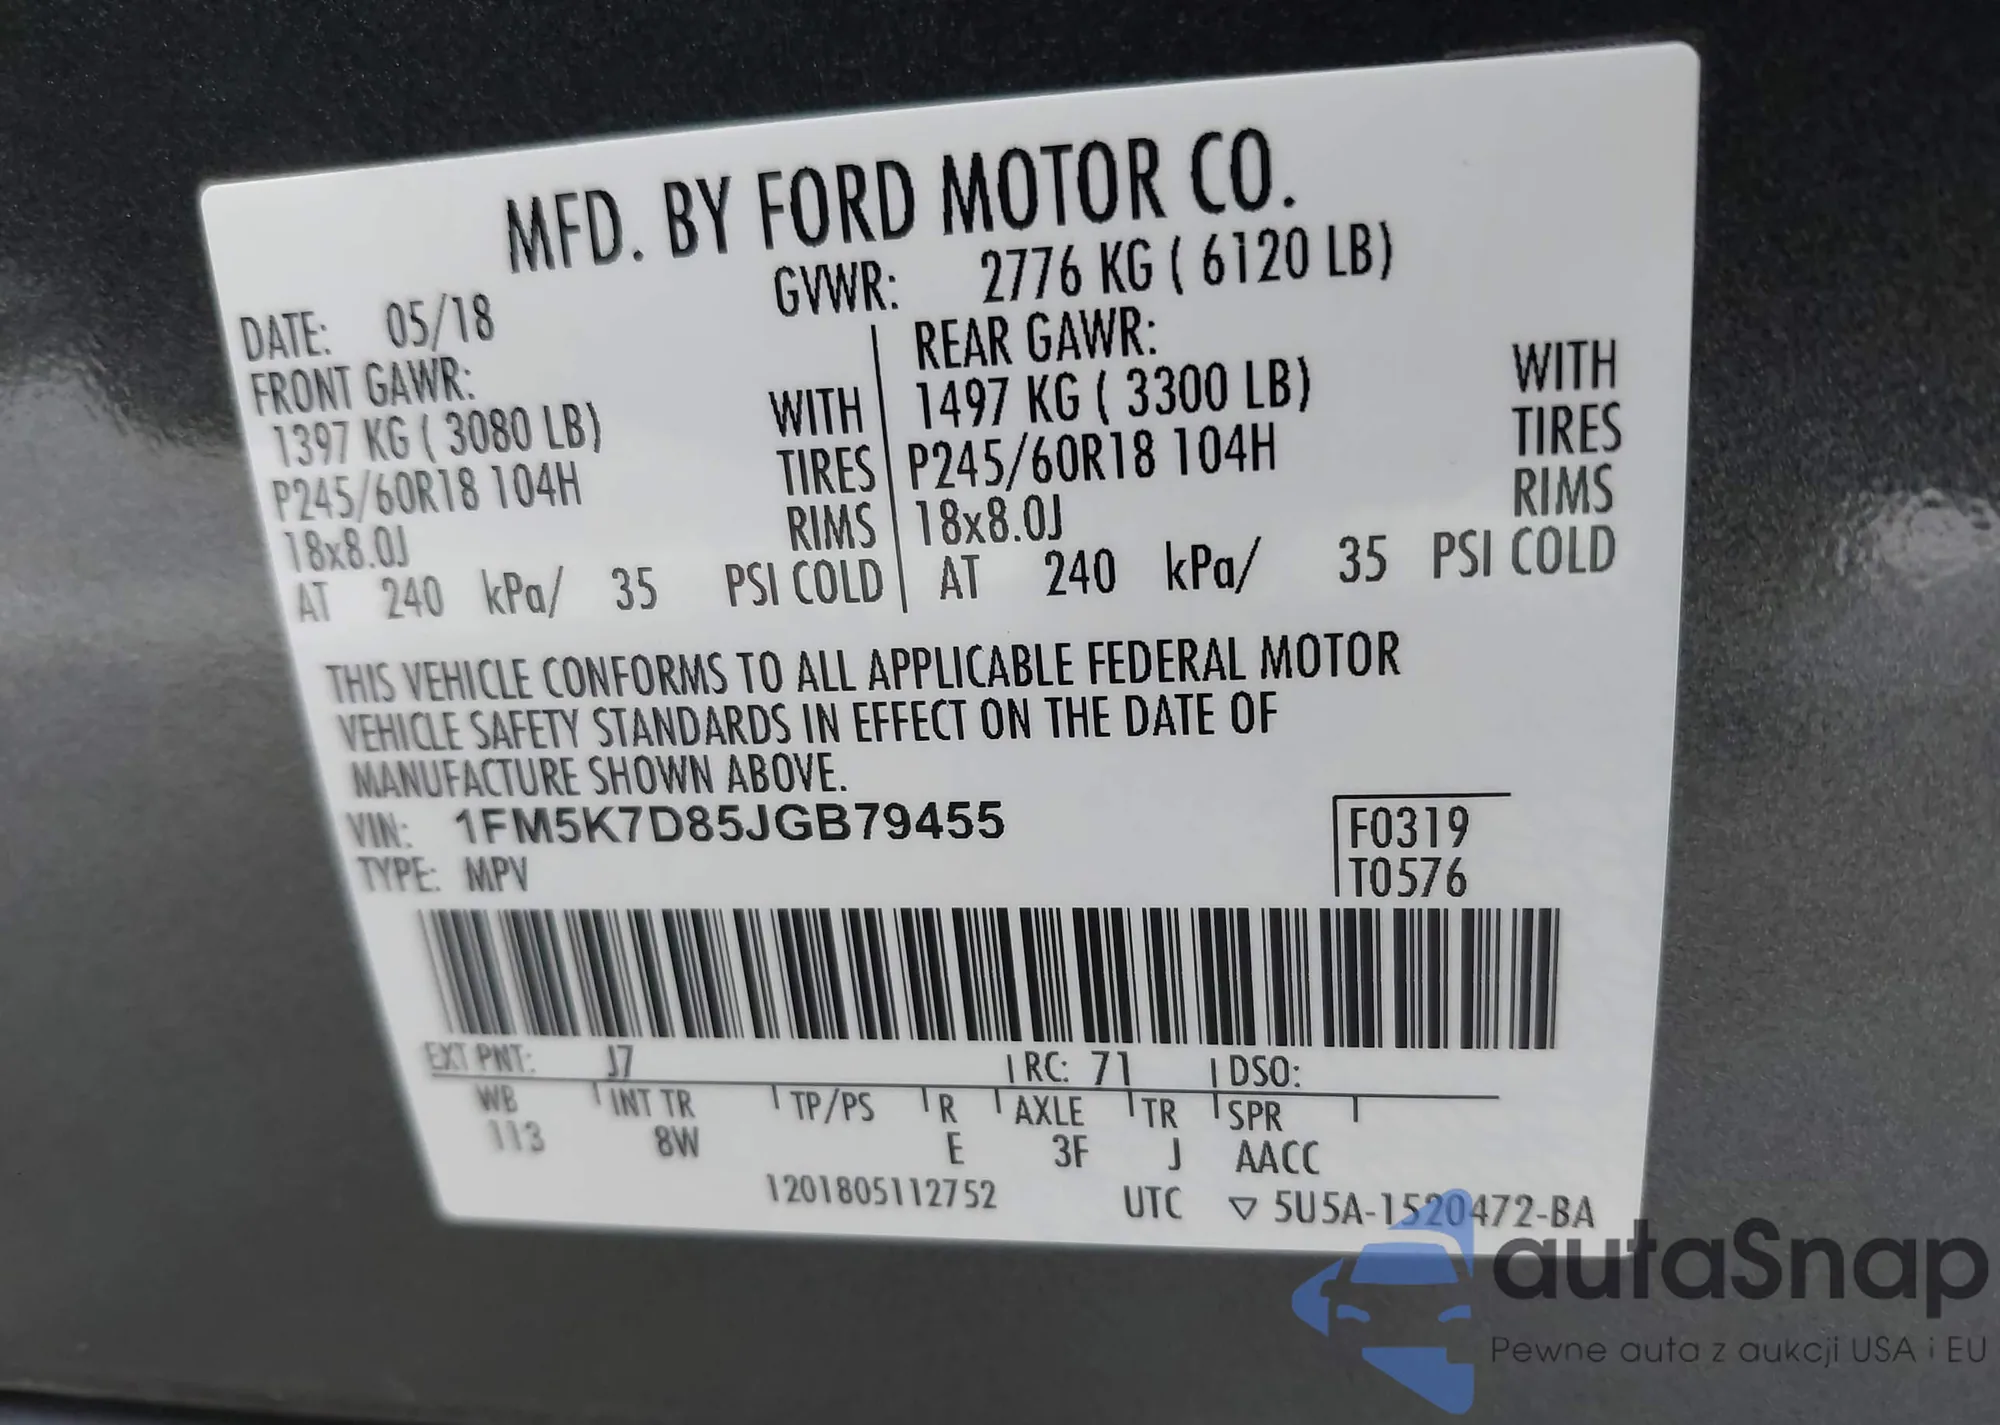 MFD. BY FORD MOTOR CO.
DATE: 05/18 GVWR: 2776 KG ( 6120 LB)
FRONT GAWR: REAR GAWR:
1397 KG ( 3080 LB) WITH 1497 KG ( 3300 LB) WITH
P245/60R18 104H TIRES P245/60R18 104H TIRES
18x8.0J RIMS 18x8.0J RIMS
AT 240 kPa/ 35 PSI COLD AT 240 kPa/ 35 PSI COLD
THIS VEHICLE CONFORMS TO ALL APPLICABLE FEDERAL MOTOR
VEHICLE SAFETY STANDARDS IN EFFECT ON THE DATE OF
MANUFACTURE SHOWN ABOVE.
VIN: 1FM5K7D85JGB79455 F0319
TYPE: MPV T0576
EXT PNT: J7 RC: 71 DSO:
WB INT TR TP/PS R AXLE TR SPR
113 8W E 3F J AACC
1201805112752 UTC ▽ 5U5A-1520472-BA
autaSnap
Pewne auta z aukcji USA i EU